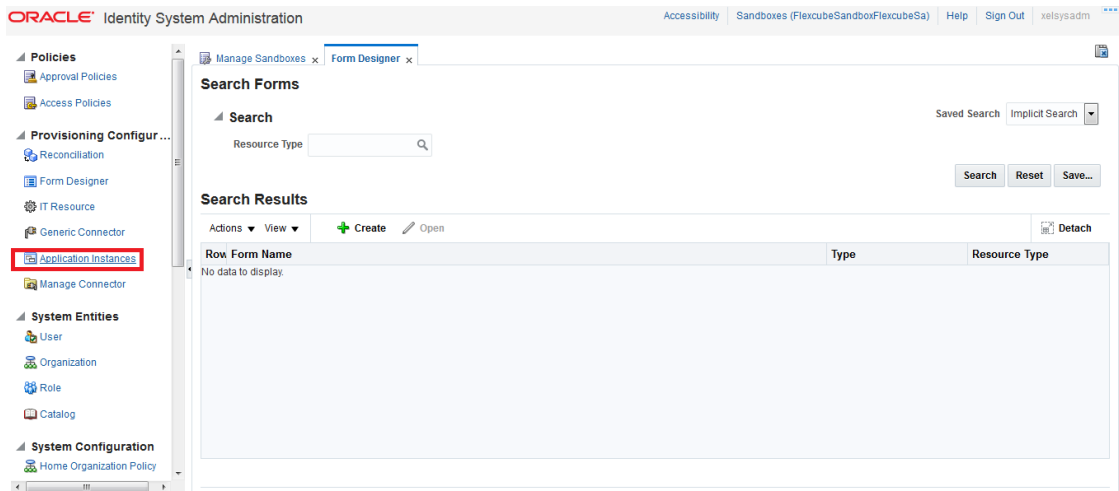 ORACLE® Identity System Administration
Accessibility Sandboxes (FlexcubeSandboxFlexcubeSa) Help Sign Out xelsysadm
Policies
Approval Policies
Access Policies
Provisioning Configur...
Reconciliation
Form Designer
IT Resource
Generic Connector
Application Instances
Manage Connector
System Entities
User
Organization
Role
Catalog
System Configuration
Home Organization Policy
Manage Sandboxes x Form Designer x
Search Forms
Search
Saved Search Implicit Search
Resource Type
Search Reset Save...
Search Results
Actions View Create Open Detach
Row Form Name Type Resource Type
No data to display.